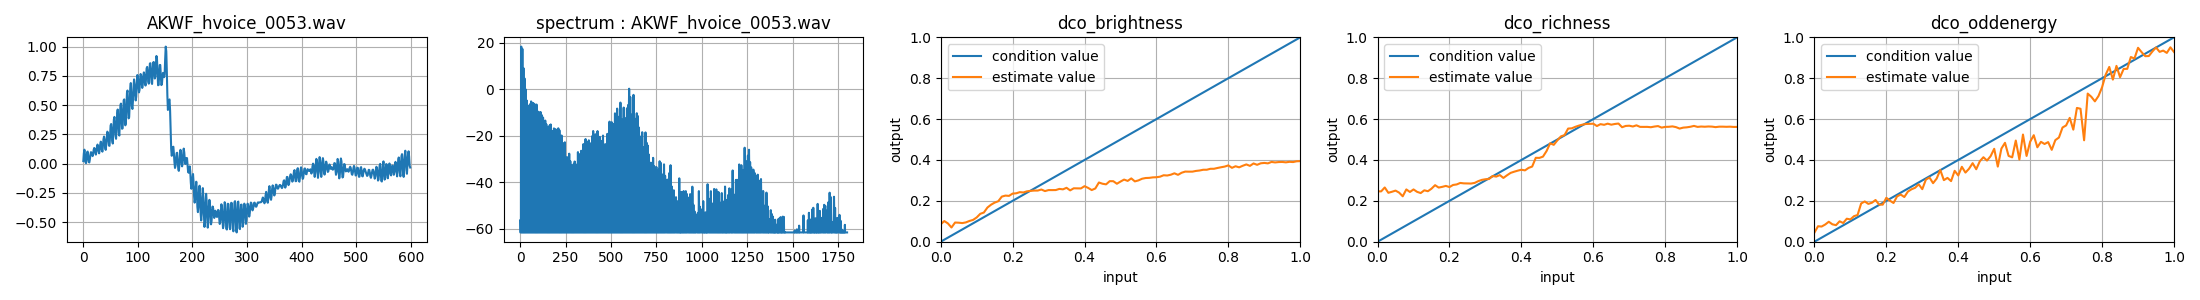 AKWF_hvoice_0053.wav
1.00
0.75
0.50
0.25
0.00
−0.25
−0.50
0 100 200 300 400 500 600
spectrum : AKWF_hvoice_0053.wav
20
0
−20
−40
−60
0 250 500 750 1000 1250 1500 1750
dco_brightness
condition value
estimate value
output
1.0
0.8
0.6
0.4
0.2
0.0
0.0 0.2 0.4 0.6 0.8 1.0
input
dco_richness
condition value
estimate value
output
1.0
0.8
0.6
0.4
0.2
0.0
0.0 0.2 0.4 0.6 0.8 1.0
input
dco_oddenergy
condition value
estimate value
output
1.0
0.8
0.6
0.4
0.2
0.0
0.0 0.2 0.4 0.6 0.8 1.0
input